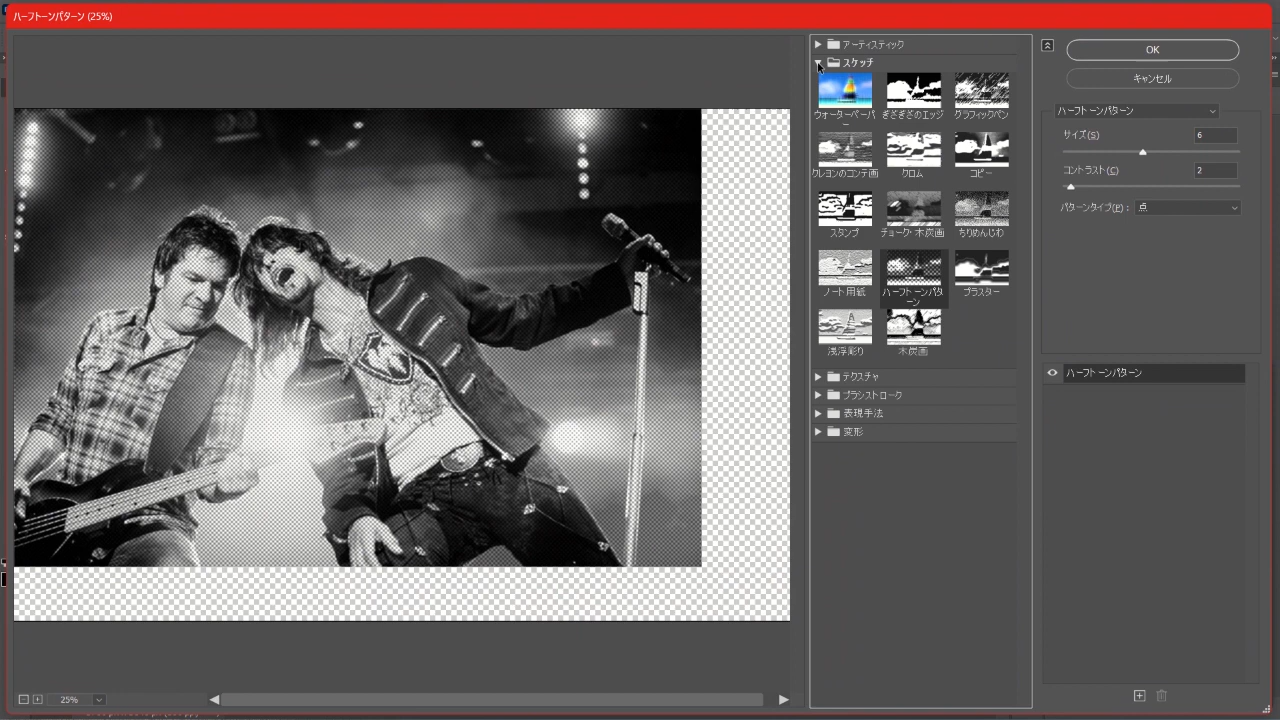 ハーフトーンパターン (25%)
アーティスティック
スケッチ
ウォーターペーパー
ぎざぎざのエッジ
グラフィックペン
クレヨンのコンテ画
クロム
コピー
スタンプ
チョーク・木炭画
ちりめんじわ
ノート用紙
ハーフトーンパターン
プラスター
浅浮彫り
木炭画
テクスチャ
ブラシストローク
表現手法
変形
OK
キャンセル
ハーフトーンパターン
サイズ(S)
6
コントラスト(C)
2
パターンタイプ(P)：
点
ハーフトーンパターン
25%